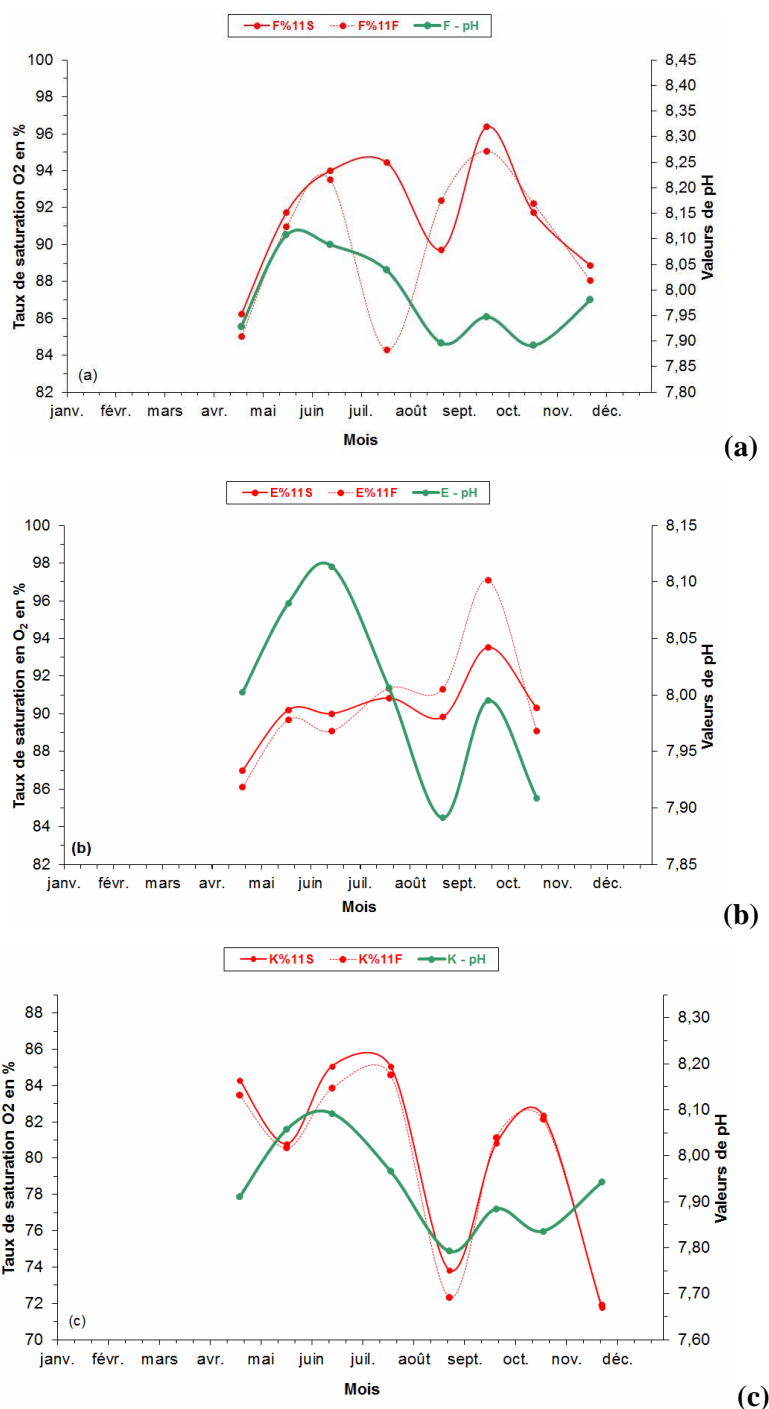 F%11S F%11F F - pH
Taux de saturation O2 en %
100
98
96
94
92
90
88
86
84
82
8,45
8,40
8,35
8,30
8,25
8,20
8,15
8,10
8,05
8,00
7,95
7,90
7,85
7,80
Valeurs de pH
(a)
janv. févr. mars avr. mai juin juil. août sept. oct. nov. déc.
Mois
(a)
E%11S E%11F E - pH
Taux de saturation en O2 en %
100
98
96
94
92
90
88
86
84
82
8,15
8,10
8,05
8,00
7,95
7,90
7,85
Valeurs de pH
(b)
janv. févr. mars avr. mai juin juil. août sept. oct. nov. déc.
Mois
(b)
K%11S K%11F K - pH
Taux de saturation O2 en %
88
86
84
82
80
78
76
74
72
70
8,30
8,20
8,10
8,00
7,90
7,80
7,70
7,60
Valeurs de pH
(c)
janv. févr. mars avr. mai juin juil. août sept. oct. nov. déc.
Mois
(c)